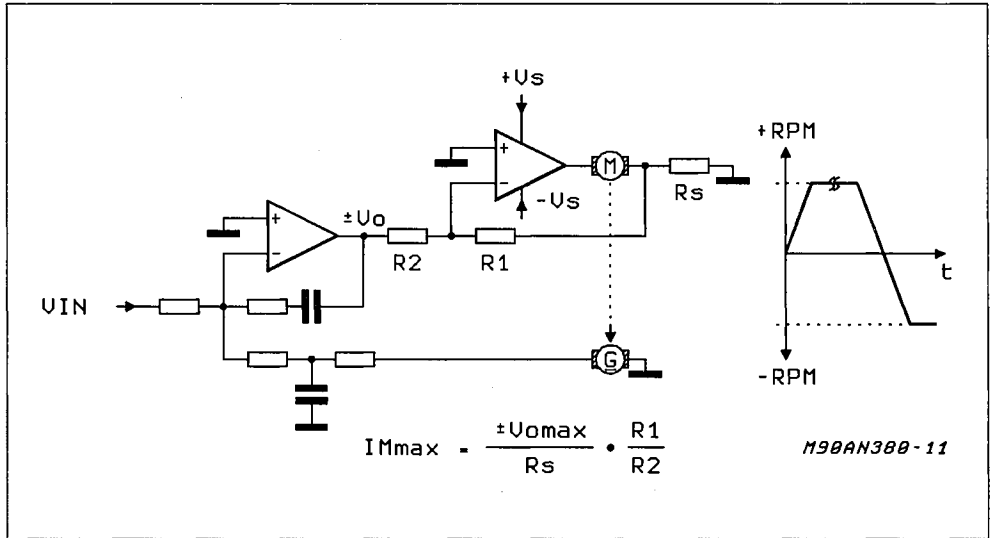 +Vs
+RPM
+
M
-
Rs
-Vs
±Vo
+
R2
R1
t
-
VIN
G
-RPM
IMmax = ±Vomax / Rs • R1 / R2
M90AN380-11